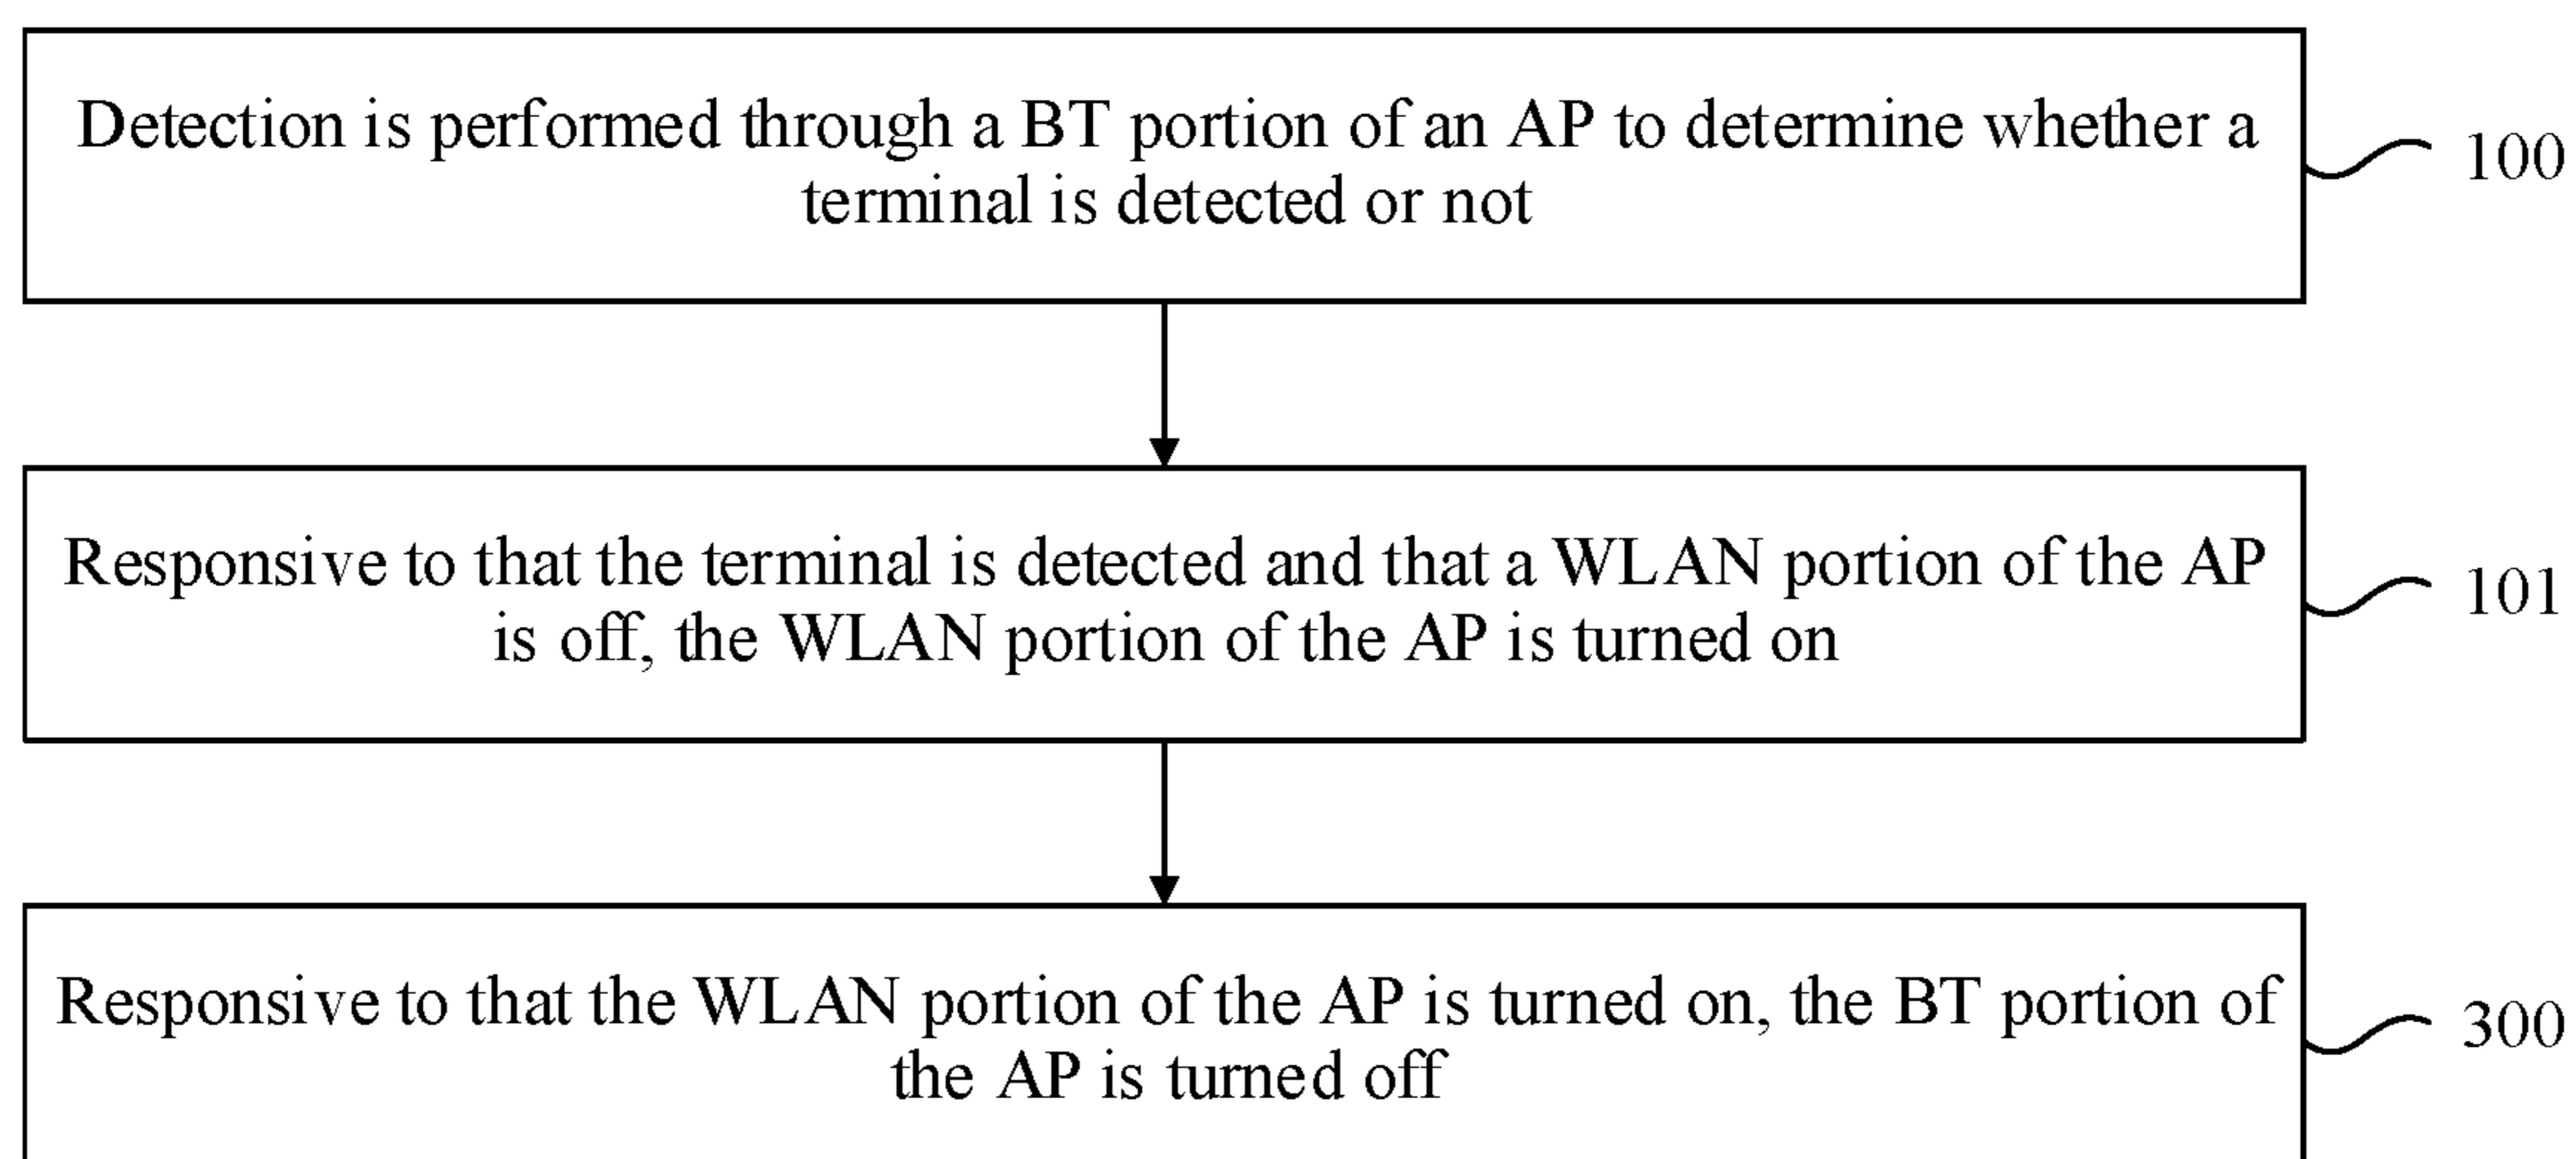 Detection is performed through a BT portion of an AP to determine whether a
terminal is detected or not
100
Responsive to that the terminal is detected and that a WLAN portion of the AP
is off, the WLAN portion of the AP is turned on
101
Responsive to that the WLAN portion of the AP is turned on, the BT portion of
the AP is turned off
300